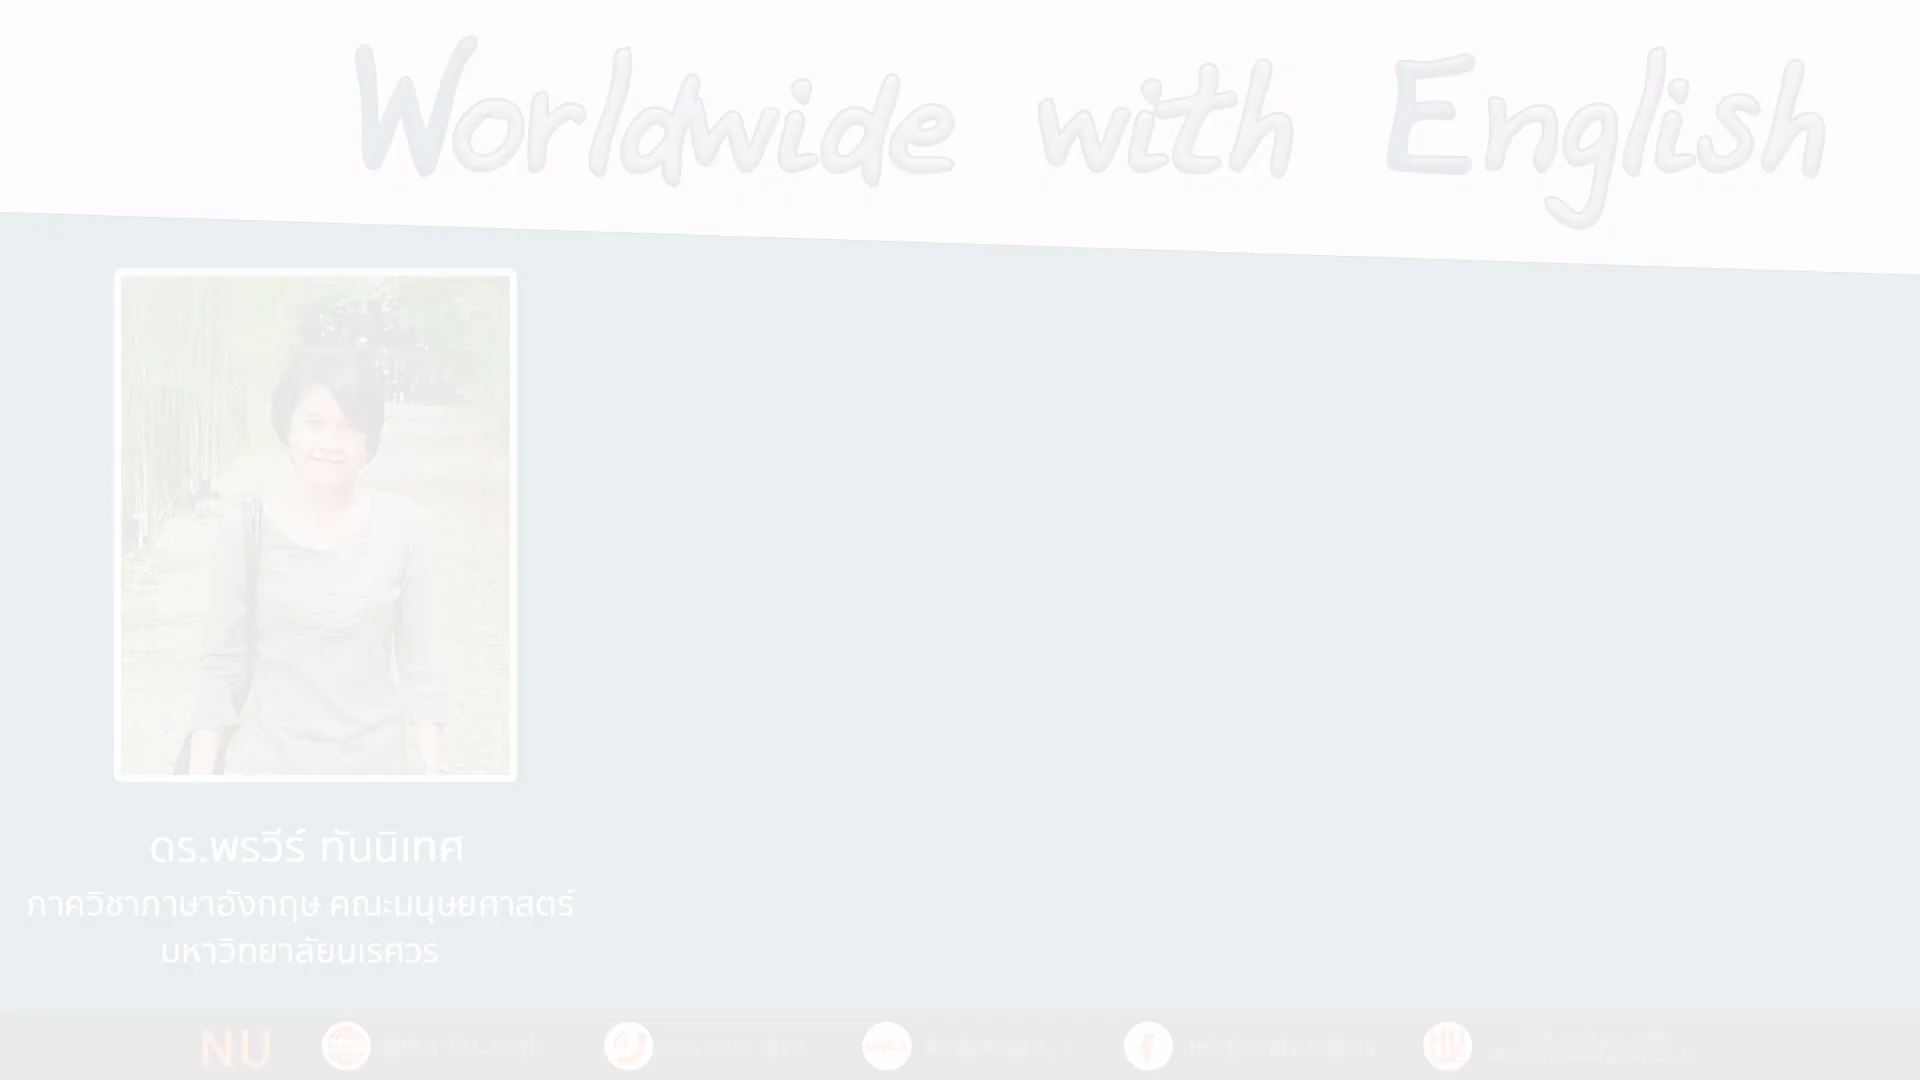 Worldwide with English
ดร.พรวีร์ ทันนิเทศ
ภาควิชาภาษาอังกฤษ คณะมนุษยศาสตร์
มหาวิทยาลัยนเรศวร
NU